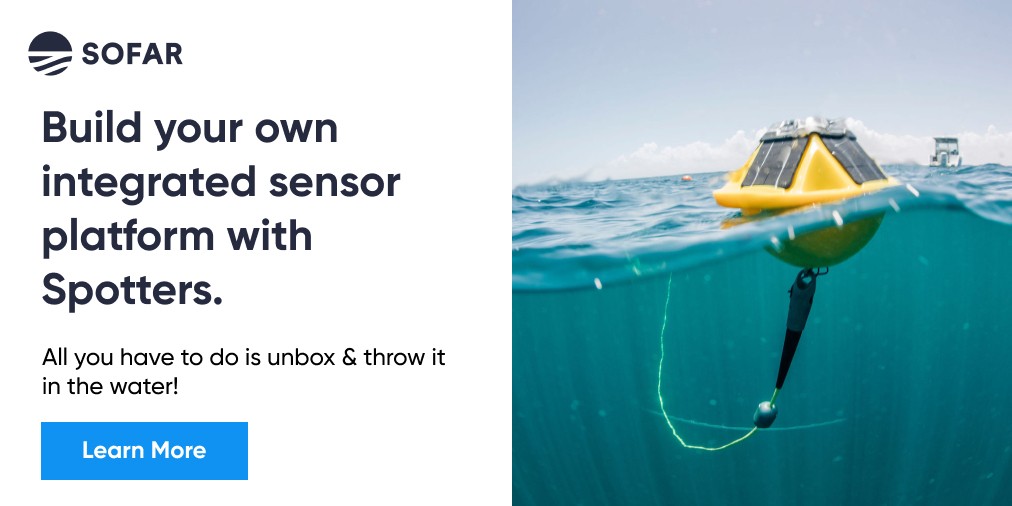 SOFAR
Build your own
integrated sensor
platform with
Spotters.
All you have to do is unbox & throw it
in the water!
Learn More